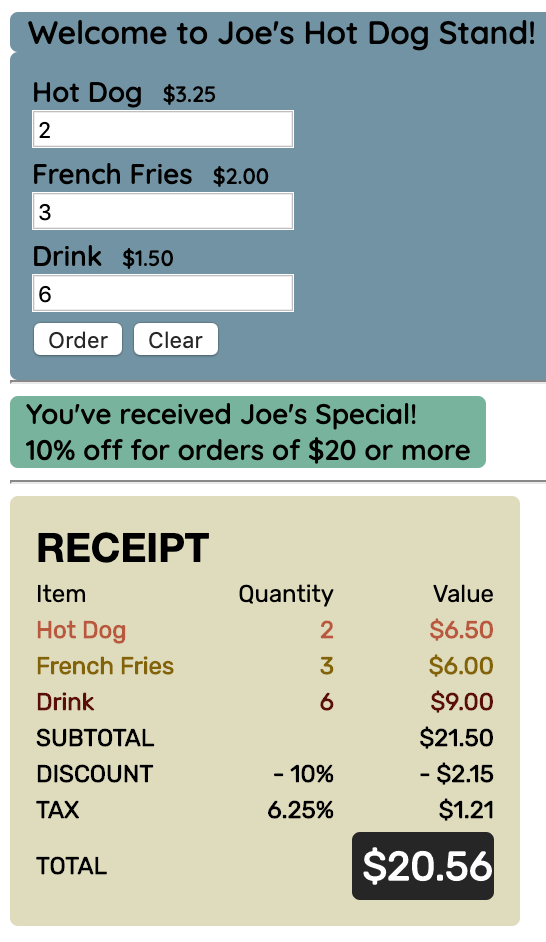 Welcome to Joe's Hot Dog Stand!
Hot Dog $3.25
2
French Fries $2.00
3
Drink $1.50
6
Order Clear
You've received Joe's Special!
10% off for orders of $20 or more
RECEIPT
Item Quantity Value
Hot Dog 2 $6.50
French Fries 3 $6.00
Drink 6 $9.00
SUBTOTAL $21.50
DISCOUNT - 10% - $2.15
TAX 6.25% $1.21
TOTAL $20.56